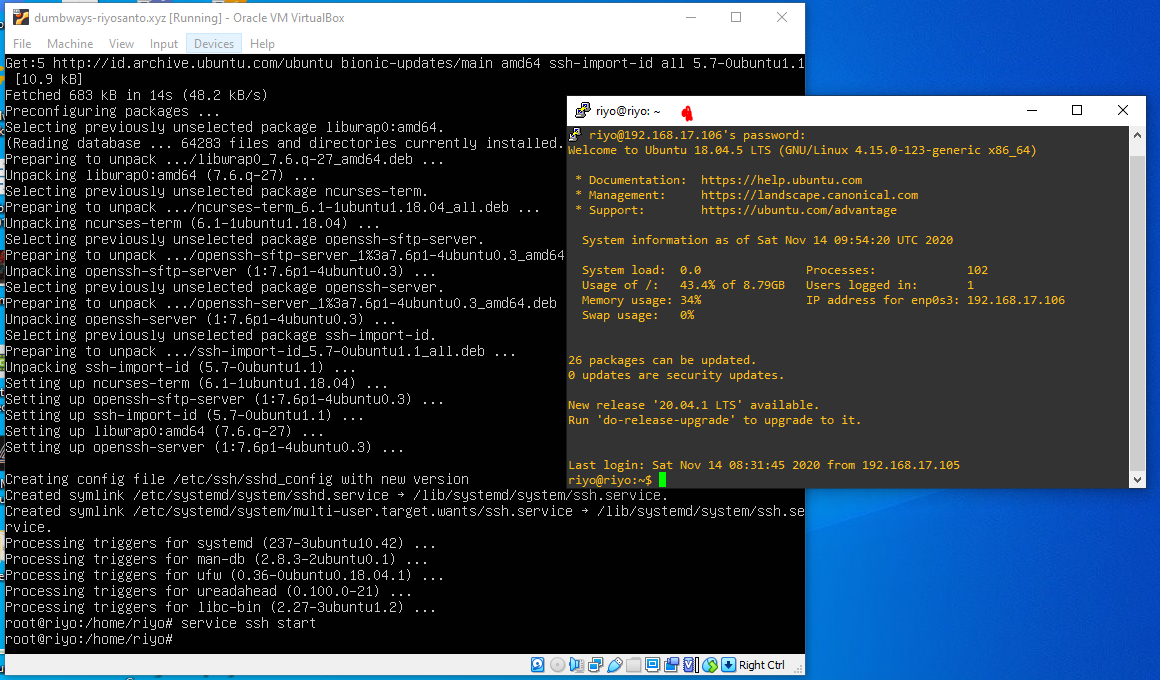 dumbways-riyosanto.xyz [Running] - Oracle VM VirtualBox
File Machine View Input Devices Help
Get:5 http://id.archive.ubuntu.com/ubuntu bionic-updates/main amd64 ssh-import-id all 5.7-0ubuntu1.1
[10.9 kB]
Fetched 683 kB in 14s (48.2 kB/s)
Preconfiguring packages ...
Selecting previously unselected package libwrap0:amd64.
(Reading database ... 64283 files and directories currently installed.
Preparing to unpack .../libwrap0_7.6.q-27_amd64.deb ...
Unpacking libwrap0:amd64 (7.6.q-27) ...
Selecting previously unselected package ncurses-term.
Preparing to unpack .../ncurses-term_6.1-1ubuntu1.18.04_all.deb ...
Unpacking ncurses-term (6.1-1ubuntu1.18.04) ...
Selecting previously unselected package openssh-sftp-server.
Preparing to unpack .../openssh-sftp-server_1%3a7.6p1-4ubuntu0.3_amd64
Unpacking openssh-sftp-server (1:7.6p1-4ubuntu0.3) ...
Selecting previously unselected package openssh-server.
Preparing to unpack .../openssh-server_1%3a7.6p1-4ubuntu0.3_amd64.deb
Unpacking openssh-server (1:7.6p1-4ubuntu0.3) ...
Selecting previously unselected package ssh-import-id.
Preparing to unpack .../ssh-import-id_5.7-0ubuntu1.1_all.deb ...
Unpacking ssh-import-id (5.7-0ubuntu1.1) ...
Setting up ncurses-term (6.1-1ubuntu1.18.04) ...
Setting up openssh-sftp-server (1:7.6p1-4ubuntu0.3) ...
Setting up ssh-import-id (5.7-0ubuntu1.1) ...
Setting up libwrap0:amd64 (7.6.q-27) ...
Setting up openssh-server (1:7.6p1-4ubuntu0.3) ...
Creating config file /etc/ssh/sshd_config with new version
Created symlink /etc/systemd/system/sshd.service → /lib/systemd/system/ssh.service.
Created symlink /etc/systemd/system/multi-user.target.wants/ssh.service → /lib/systemd/system/ssh.se
rvice.
Processing triggers for systemd (237-3ubuntu10.42) ...
Processing triggers for man-db (2.8.3-2ubuntu0.1) ...
Processing triggers for ufw (0.36-0ubuntu0.18.04.1) ...
Processing triggers for ureadahead (0.100.0-21) ...
Processing triggers for libc-bin (2.27-3ubuntu1.2) ...
root@riyo:/home/riyo# service ssh start
root@riyo:/home/riyo#
Right Ctrl
riyo@riyo: ~
riyo@192.168.17.106's password:
Welcome to Ubuntu 18.04.5 LTS (GNU/Linux 4.15.0-123-generic x86_64)
* Documentation: https://help.ubuntu.com
* Management: https://landscape.canonical.com
* Support: https://ubuntu.com/advantage
System information as of Sat Nov 14 09:54:20 UTC 2020
System load: 0.0 Processes: 102
Usage of /: 43.4% of 8.79GB Users logged in: 1
Memory usage: 34% IP address for enp0s3: 192.168.17.106
Swap usage: 0%
26 packages can be updated.
0 updates are security updates.
New release '20.04.1 LTS' available.
Run 'do-release-upgrade' to upgrade to it.
Last login: Sat Nov 14 08:31:45 2020 from 192.168.17.105
riyo@riyo:~$